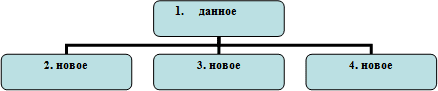 1. данное
2. новое
3. новое
4. новое